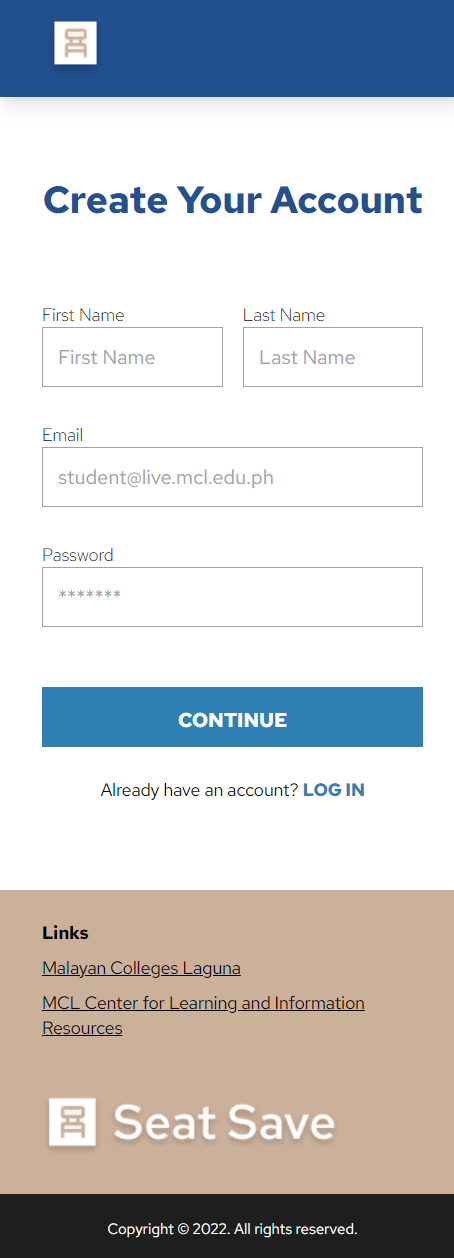 Create Your Account
First Name Last Name
First Name Last Name
Email
student@live.mcl.edu.ph
Password
*******
CONTINUE
Already have an account? LOG IN
Links
Malayan Colleges Laguna
MCL Center for Learning and Information
Resources
Seat Save
Copyright © 2022. All rights reserved.